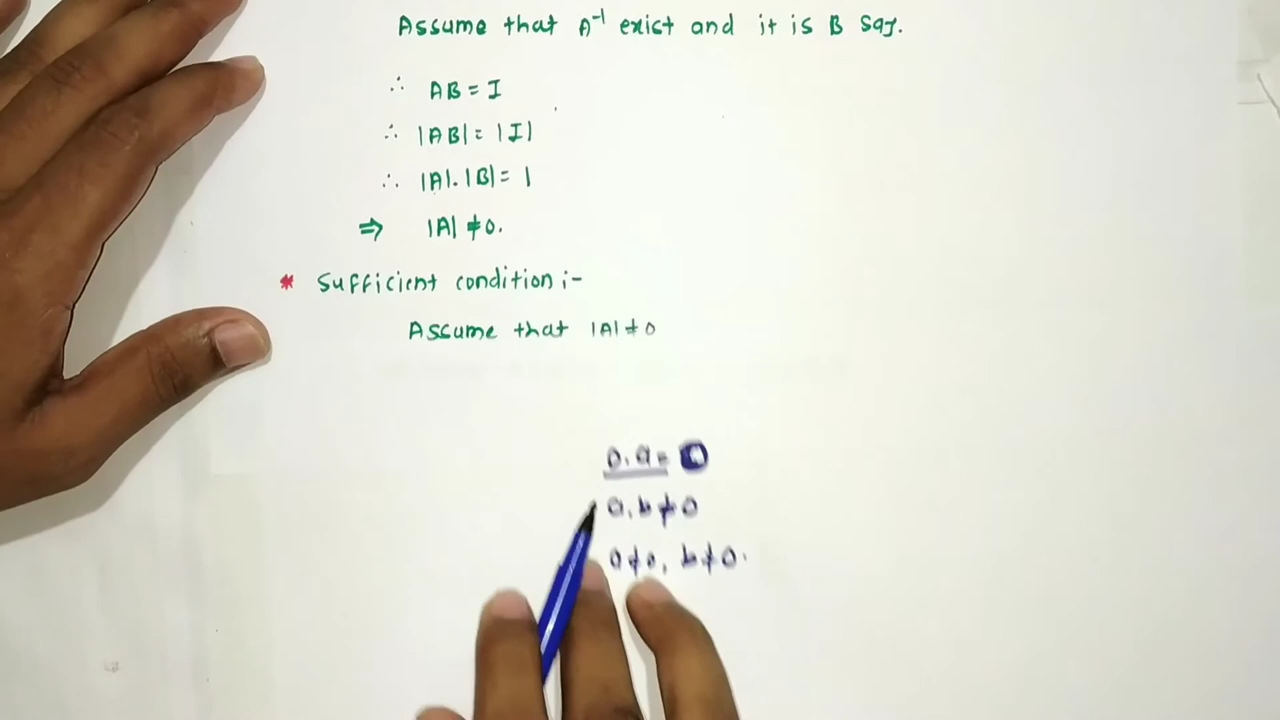 Assume that A⁻¹ exist and it is B say.
∴ AB = I
∴ |AB| = |I|
∴ |A|. |B| = 1
⇒ |A| ≠ 0.
* Sufficient condition :-
Assume that |A| ≠ 0
0.a =
a.b ≠ 0
a ≠ 0, b ≠ 0.